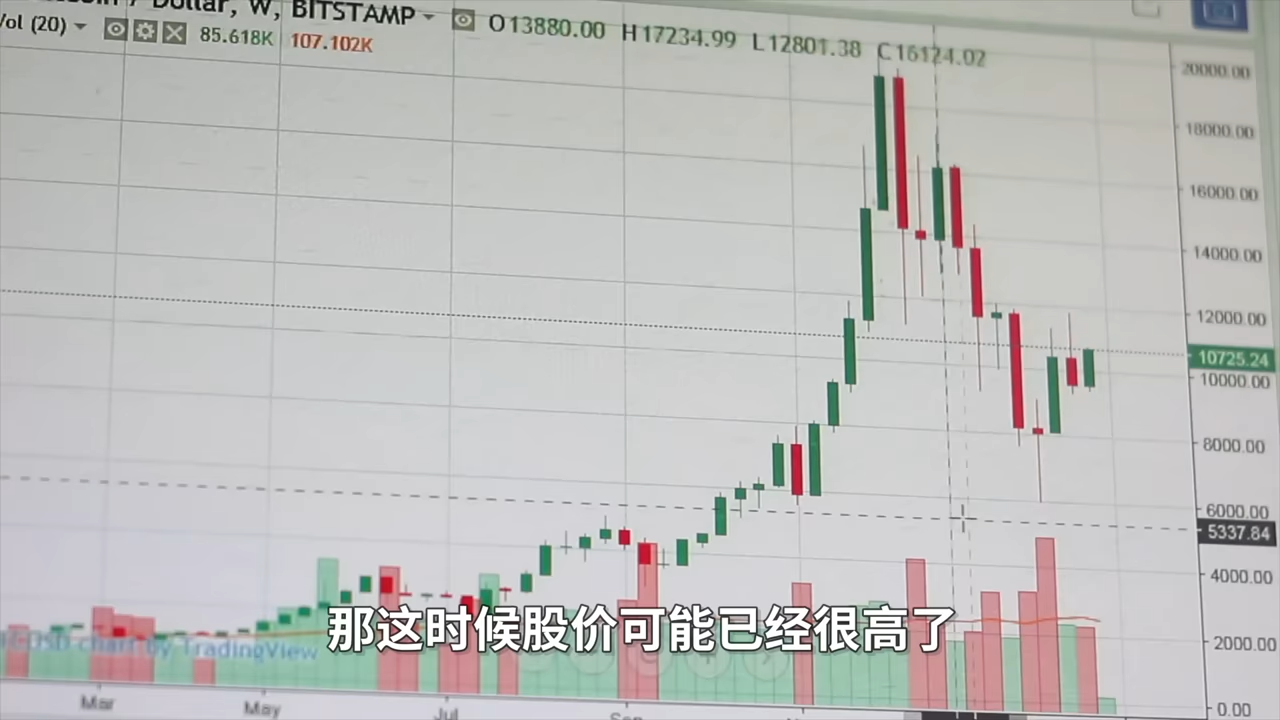 Dollar, W, BITSTAMP O13880.00 H17234.99 L12801.38 C16124.02
Vol (20) 85.618K 107.102K
20000.00
18000.00
16000.00
14000.00
12000.00
10725.24
10000.00
8000.00
6000.00
5337.84
4000.00
2000.00
0.00
那这时候股价可能已经很高了
chart by TradingView
Mar May Jul Sep